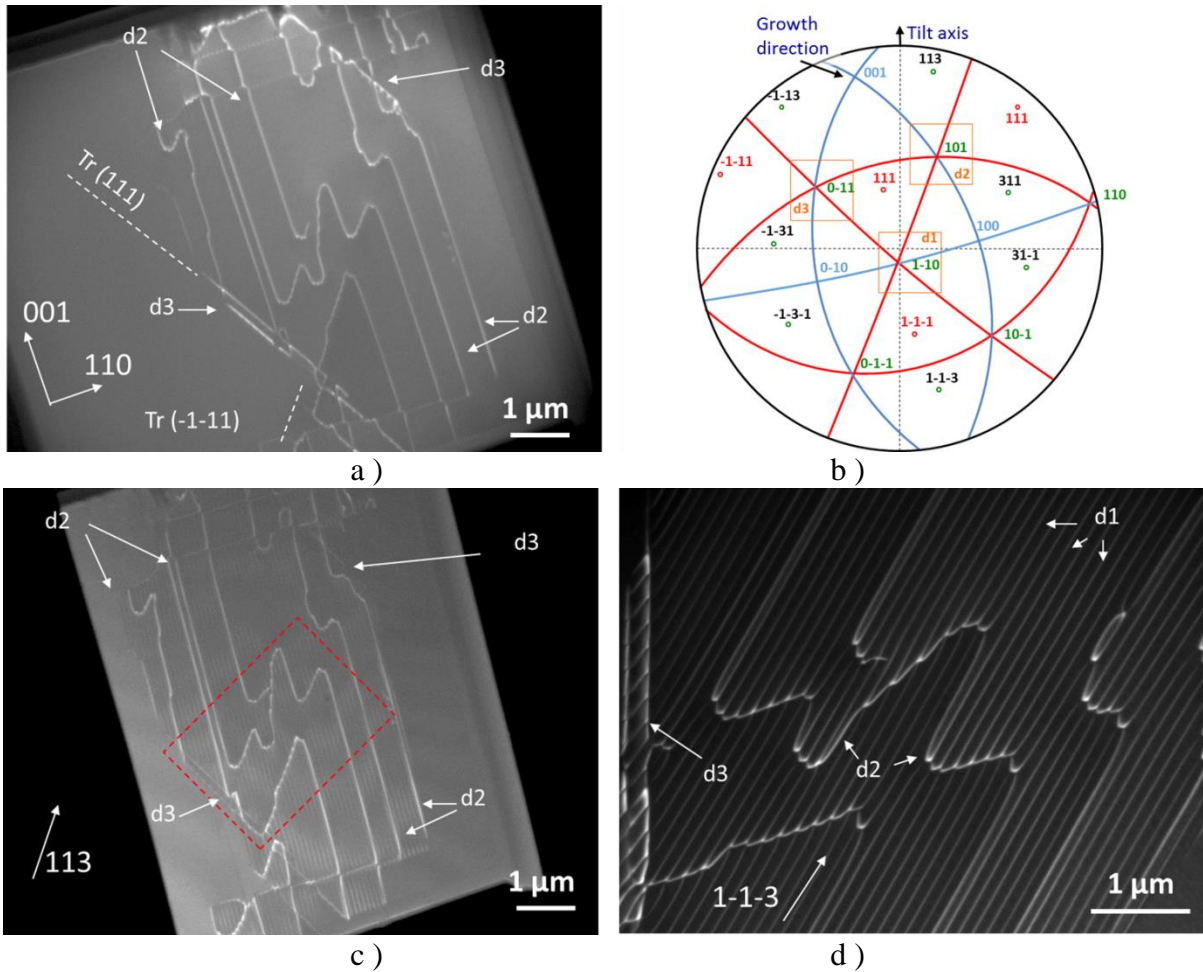 d2
d3
Tr (111)
d3
001
110
d2
Tr (-1-11)
1 µm
a )
Growth
direction
Tilt axis
113
001
-1-13
111
101
-1-11
111
0-11
d2
311
d3
110
-1-31
d1
100
31-1
0-10
1-10
-1-3-1
1-1-1
10-1
0-1-1
1-1-3
b )
d2
d3
d3
d2
113
1 µm
c )
d1
d3
d2
1-1-3
1 µm
d )